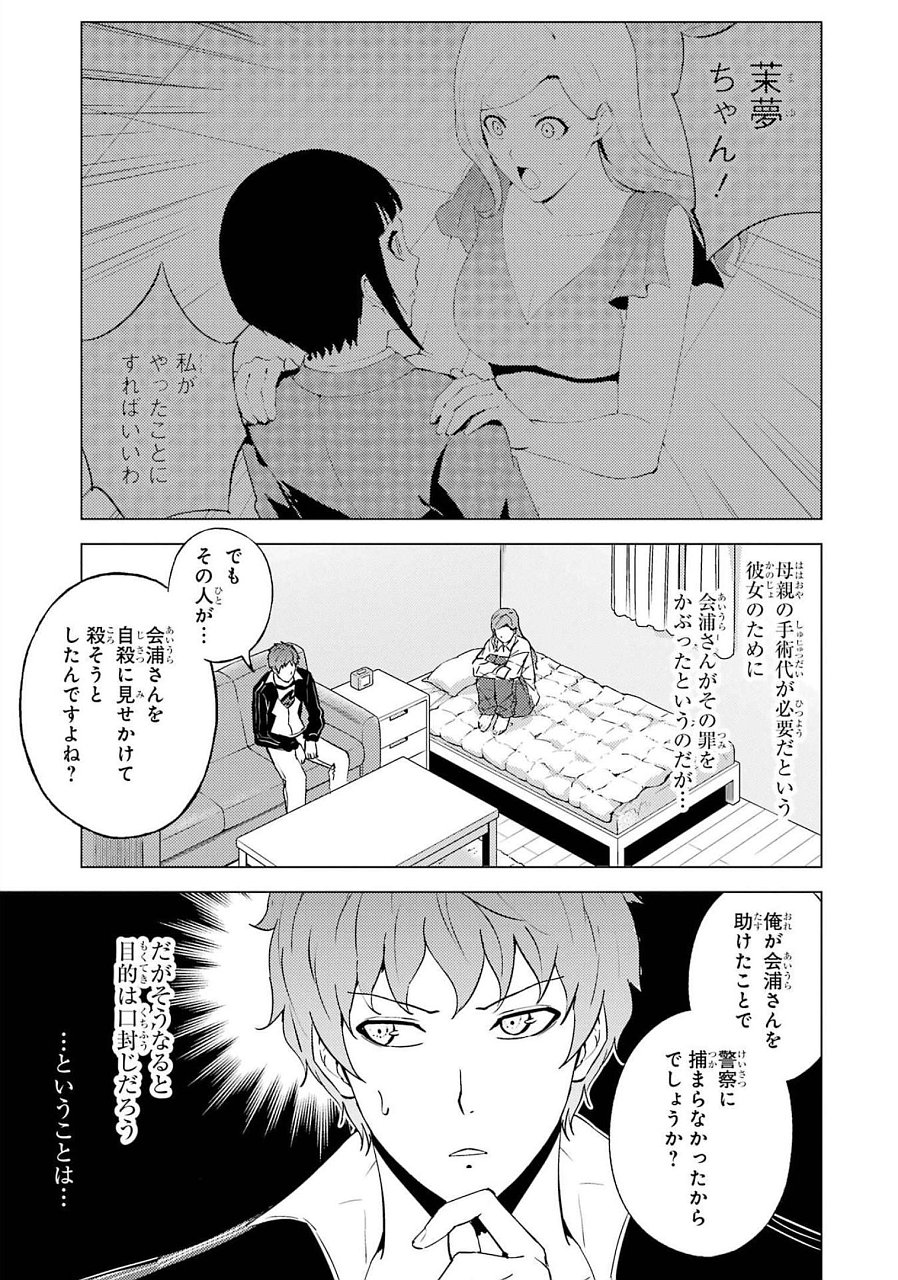 茉夢
ちゃん！
私が
やったことに
すればいいわ
母親の手術代が必要だという
彼女のために
会浦さんがその罪を
かぶったというのだが…
でも
その人が…
会浦さんを
自殺に見せかけて
殺そうと
したんですよね？
俺が会浦さんを
助けたことで
警察に
捕まらなかったから
でしょうか？
だがそうなると
目的は口封じだろう
…ということは…